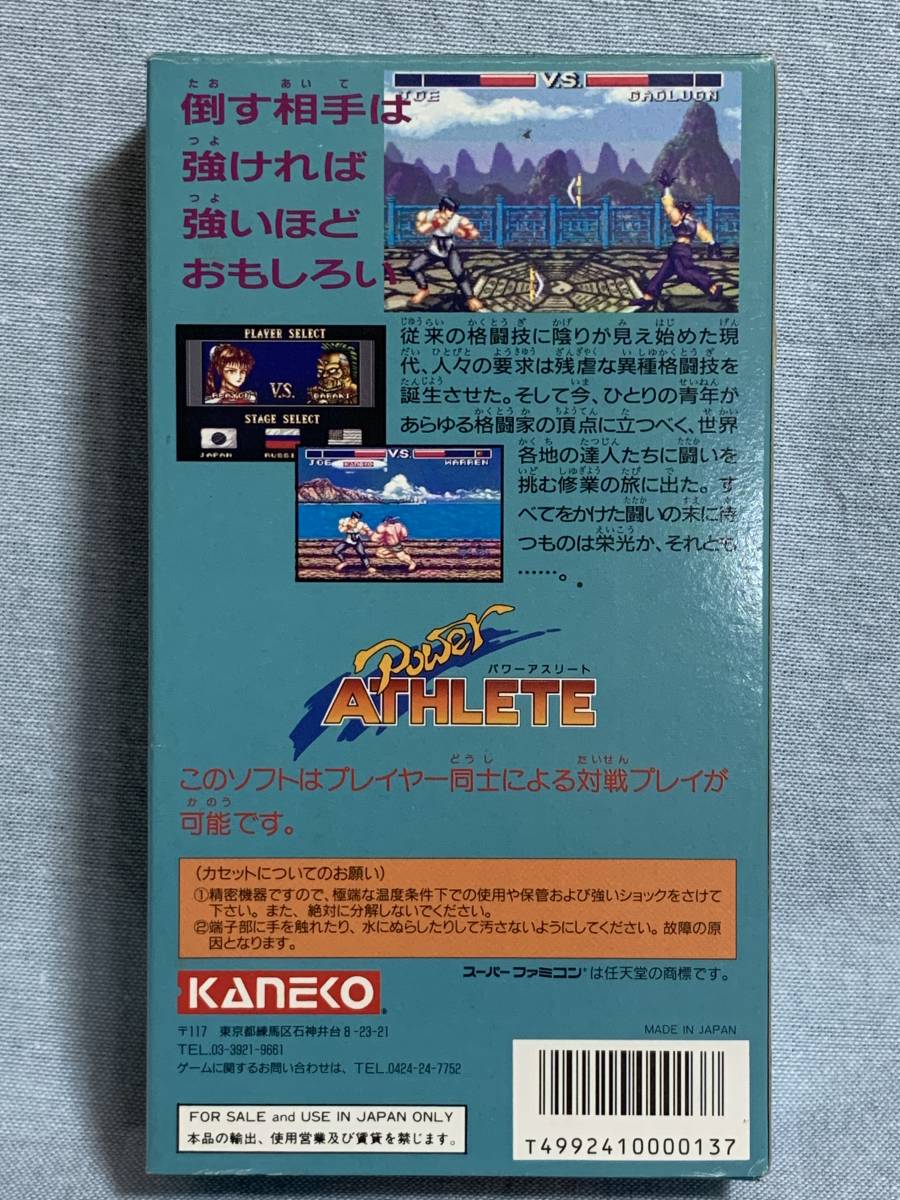 倒す相手は
強ければ
強いほど
おもしろい
V.S.
JOE
GAOLUON
PLAYER SELECT
REAYON
V.S.
BARAKI
STAGE SELECT
JAPAN
JOE
KANEKO
V.S.
WARREN
従来の格闘技に陰りが見え始めた現
代、人々の要求は残虐な異種格闘技を
誕生させた。そして今、ひとりの青年が
あらゆる格闘家の頂点に立つべく、世界
各地の達人たちに闘いを
挑む修業の旅に出た。す
べてをかけた闘いの末に待
つものは栄光か、それとも
……。
Power
パワーアスリート
ATHLETE
このソフトはプレイヤー同士による対戦プレイが
可能です。
(カセットについてのお願い)
①精密機器ですので、極端な温度条件下での使用や保管および強いショックをさけて
下さい。また、絶対に分解しないでください。
②端子部に手を触れたり、水にぬらしたりして汚さないようにしてください。故障の原
因となります。
スーパーファミコン®は任天堂の商標です。
KANEKO®
〒117 東京都練馬区石神井台8-23-21
TEL.03-3921-9661
ゲームに関するお問い合わせは、TEL.0424-24-7752
MADE IN JAPAN
FOR SALE and USE IN JAPAN ONLY
本品の輸出、使用営業及び賃貸を禁じます。
T4992410000137